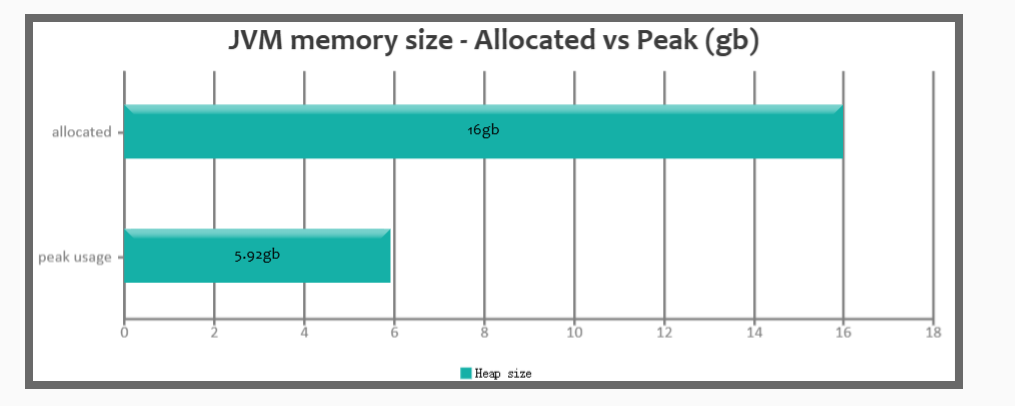 JVM memory size - Allocated vs Peak (gb)
allocated
16gb
peak usage
5.92gb
0 2 4 6 8 10 12 14 16 18
Heap size